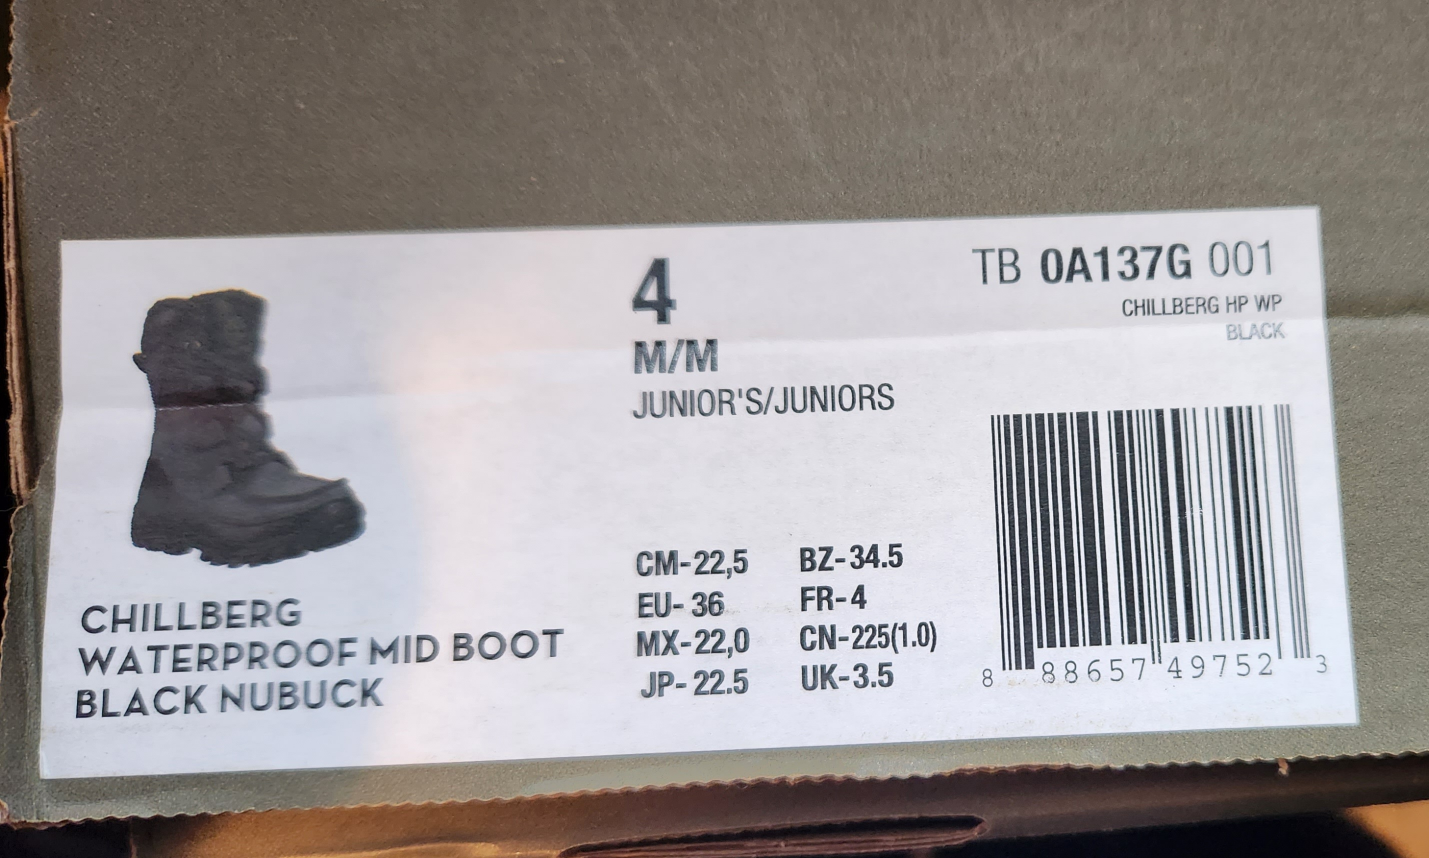 4
M/M
JUNIOR'S/JUNIORS
TB 0A137G 001
CHILLBERG HP WP
BLACK
CHILLBERG
WATERPROOF MID BOOT
BLACK NUBUCK
CM-22,5 BZ-34.5
EU-36 FR-4
MX-22,0 CN-225(1.0)
JP-22.5 UK-3.5
8 88657 49752 3